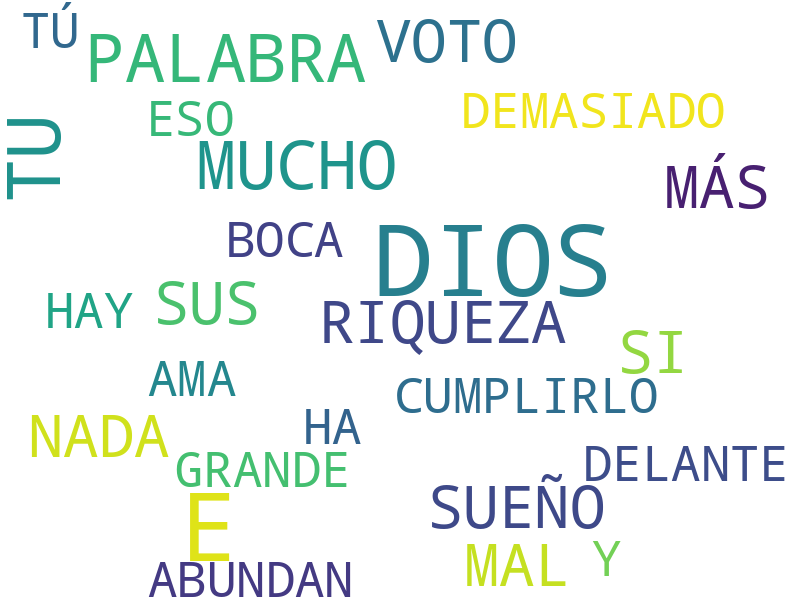 TÚ
PALABRA
VOTO
ESO
DEMASIADO
TU
MUCHO
MÁS
BOCA
DIOS
HAY
SUS
RIQUEZA
SI
AMA
CUMPLIRLO
NADA
HA
GRANDE
DELANTE
E
SUEÑO
MAL
Y
ABUNDAN